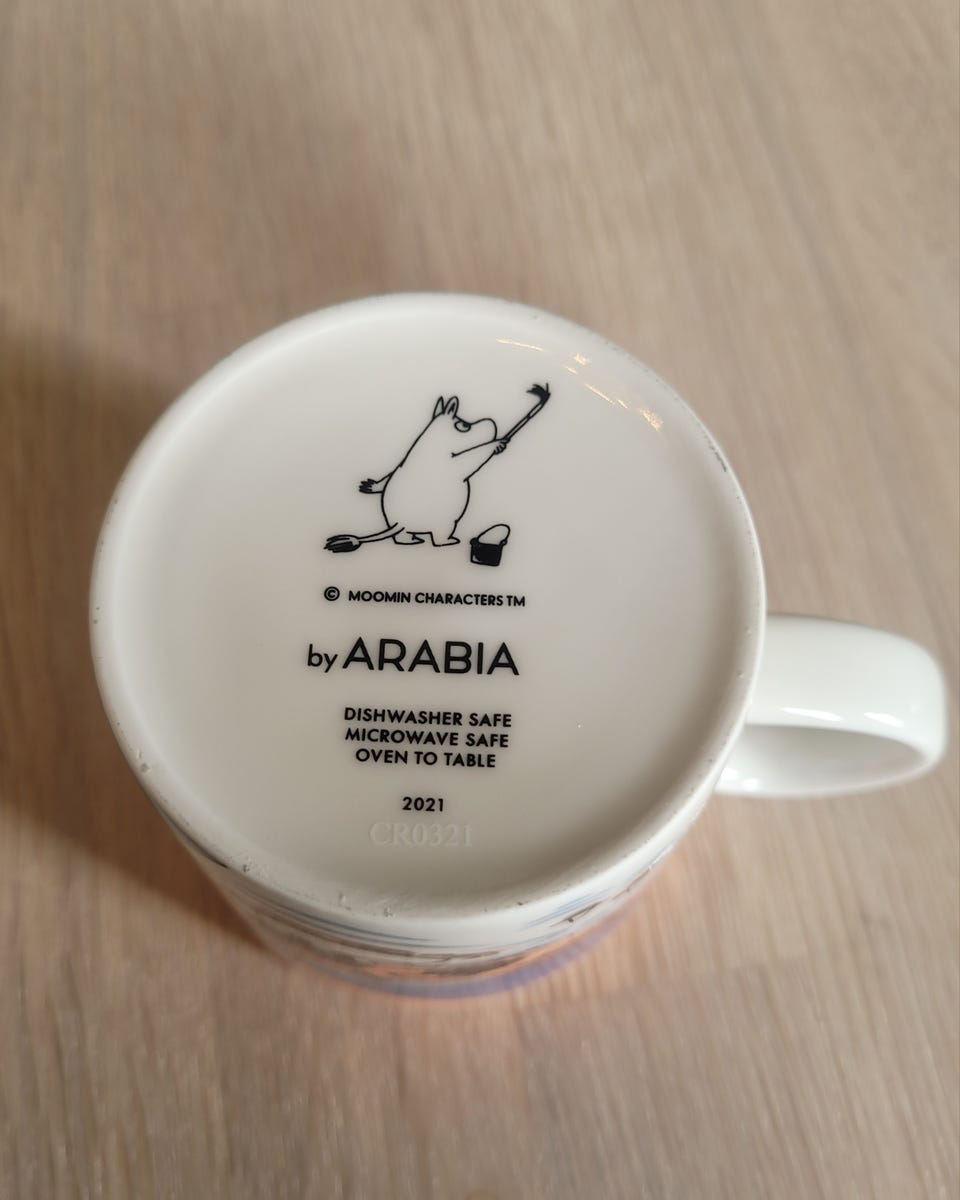 © MOOMIN CHARACTERS TM
by ARABIA
DISHWASHER SAFE
MICROWAVE SAFE
OVEN TO TABLE
2021
CR0321